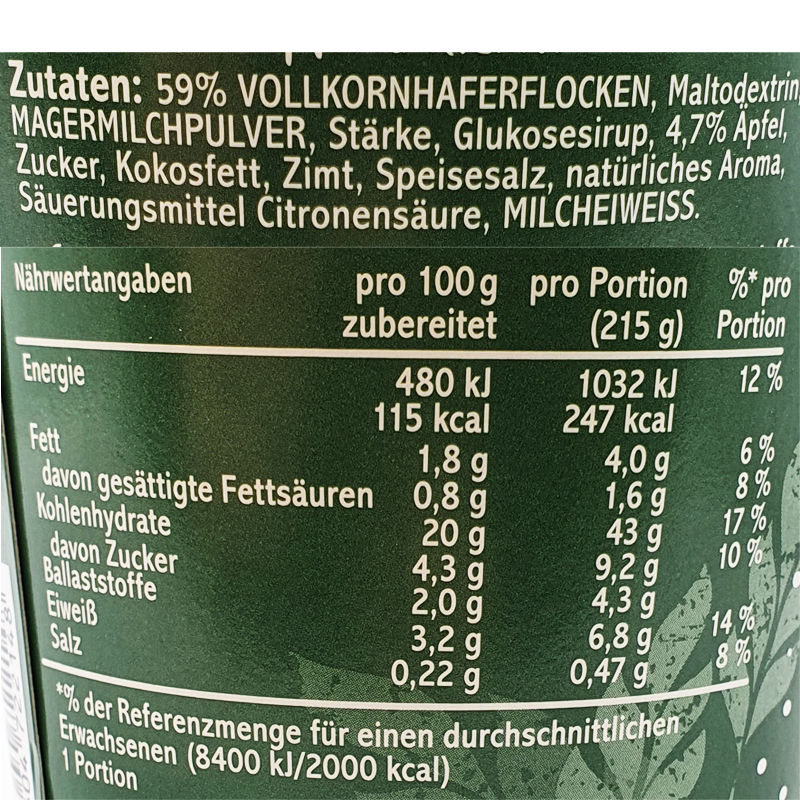 Zutaten: 59% VOLLKORNHAFERFLOCKEN, Maltodextrin,
MAGERMILCHPULVER, Stärke, Glukosesirup, 4,7% Äpfel,
Zucker, Kokosfett, Zimt, Speisesalz, natürliches Aroma,
Säuerungsmittel Citronensäure, MILCHEIWEISS.
Nährwertangaben pro 100g pro Portion %* pro
zubereitet (215 g) Portion
Energie 480 kJ 1032 kJ 12 %
115 kcal 247 kcal
Fett 1,8 g 4,0 g 6 %
davon gesättigte Fettsäuren 0,8 g 1,6 g 8 %
Kohlenhydrate 20 g 43 g 17 %
davon Zucker 4,3 g 9,2 g 10 %
Ballaststoffe 2,0 g 4,3 g
Eiweiß 3,2 g 6,8 g 14 %
Salz 0,22 g 0,47 g 8 %
*% der Referenzmenge für einen durchschnittlichen
Erwachsenen (8400 kJ/2000 kcal)
1 Portion